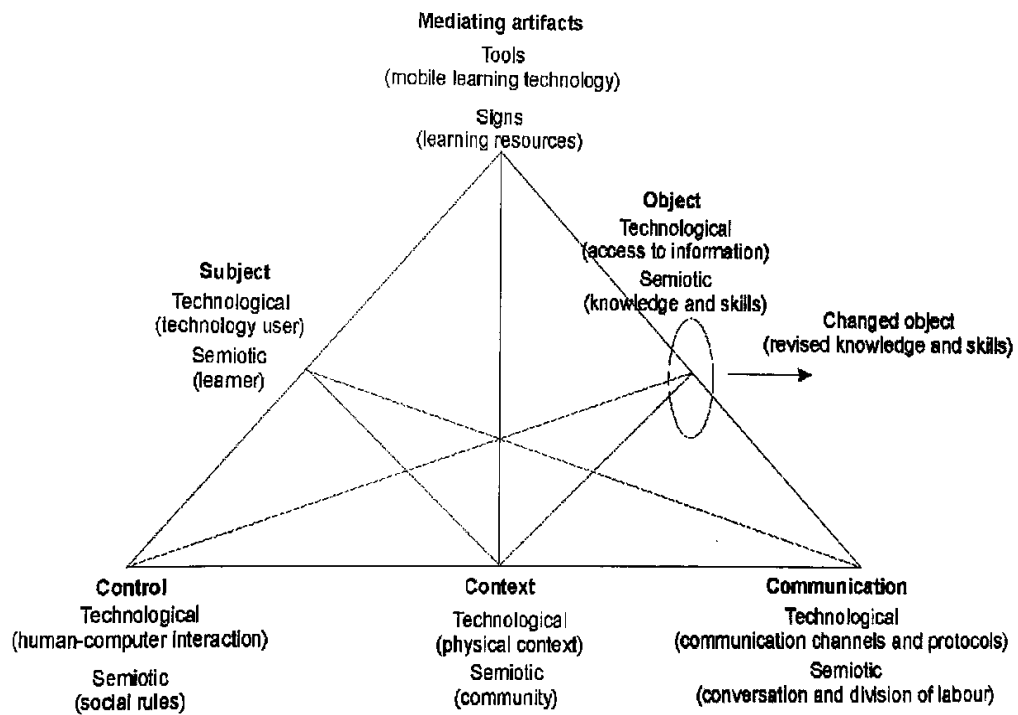 Mediating artifacts
Tools
(mobile learning technology)
Signs
(learning resources)
Object
Technological
(access to information)
Semiotic
(knowledge and skills)
Subject
Technological
(technology user)
Semiotic
(learner)
Changed object
(revised knowledge and skills)
Control
Technological
(human-computer interaction)
Semiotic
(social rules)
Context
Technological
(physical context)
Semiotic
(community)
Communication
Technological
(communication channels and protocols)
Semiotic
(conversation and division of labour)